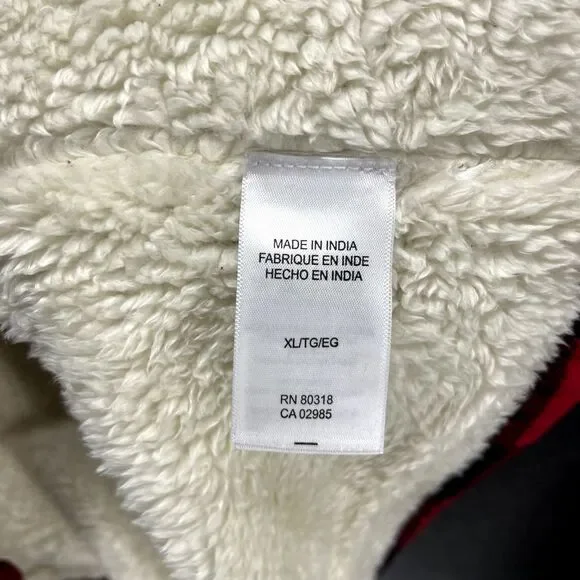 MADE IN INDIA
FABRIQUE EN INDE
HECHO EN INDIA
XL/TG/EG
RN 80318
CA 02985